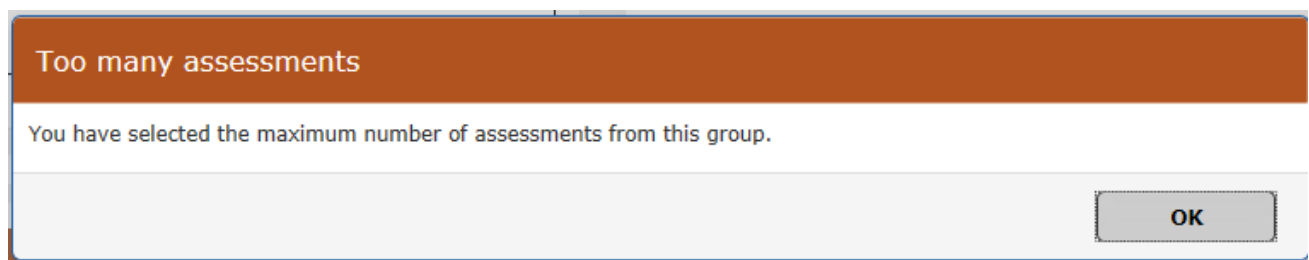 Too many assessments
You have selected the maximum number of assessments from this group.
OK